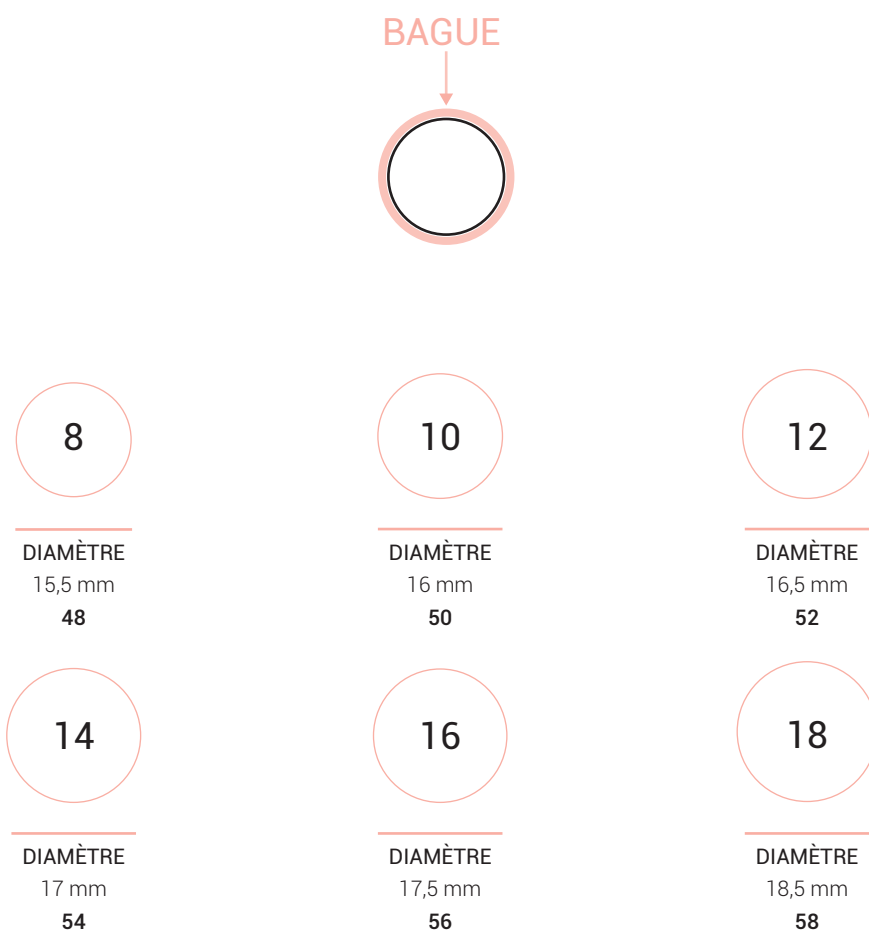 BAGUE
8
10
12
DIAMÈTRE
15,5 mm
48
DIAMÈTRE
16 mm
50
DIAMÈTRE
16,5 mm
52
14
16
18
DIAMÈTRE
17 mm
54
DIAMÈTRE
17,5 mm
56
DIAMÈTRE
18,5 mm
58